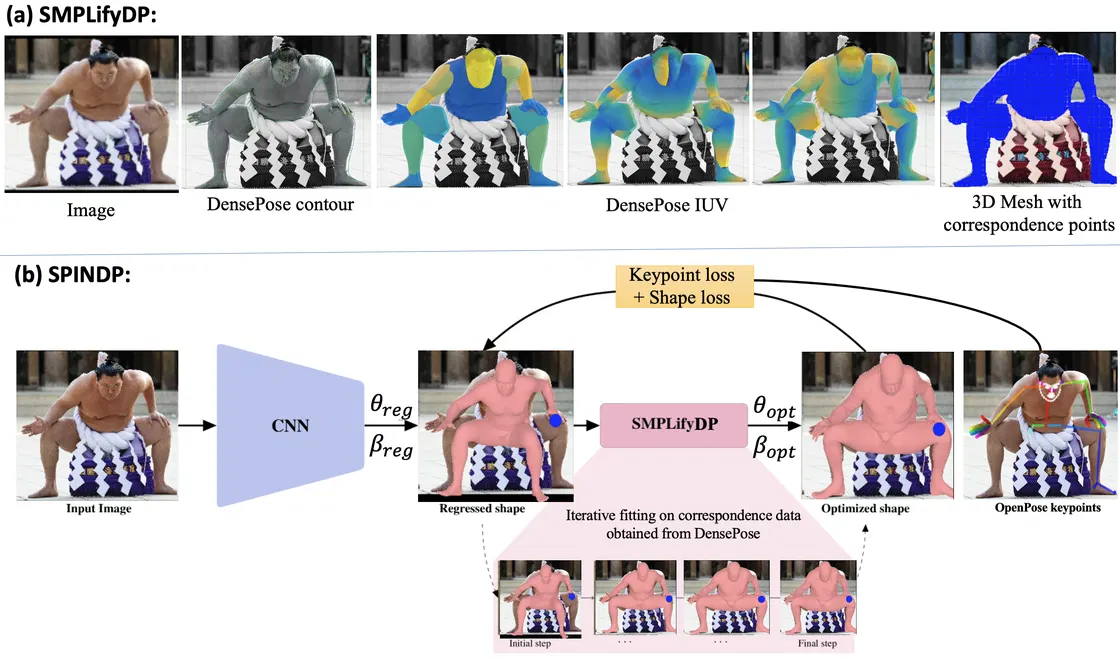 (a) SMPLifyDP:
Image
DensePose contour
DensePose IUV
3D Mesh with
correspondence points
(b) SPINDP:
Keypoint loss
+ Shape loss
CNN
θreg
βreg
SMPLifyDP
θopt
βopt
Input Image
Regressed shape
Optimized shape
OpenPose keypoints
Iterative fitting on correspondence data
obtained from DensePose
Initial step
. . .
. . .
Final step